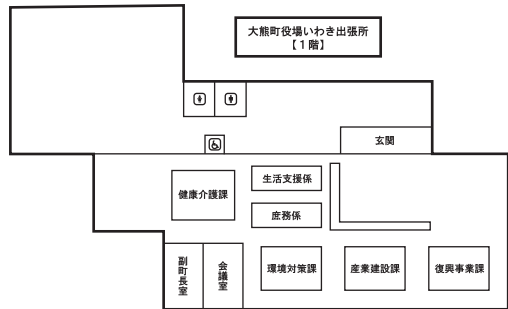 大熊町役場いわき出張所
【１階】
玄関
生活支援係
健康介護課
庶務係
副町長室
会議室
環境対策課
産業建設課
復興事業課